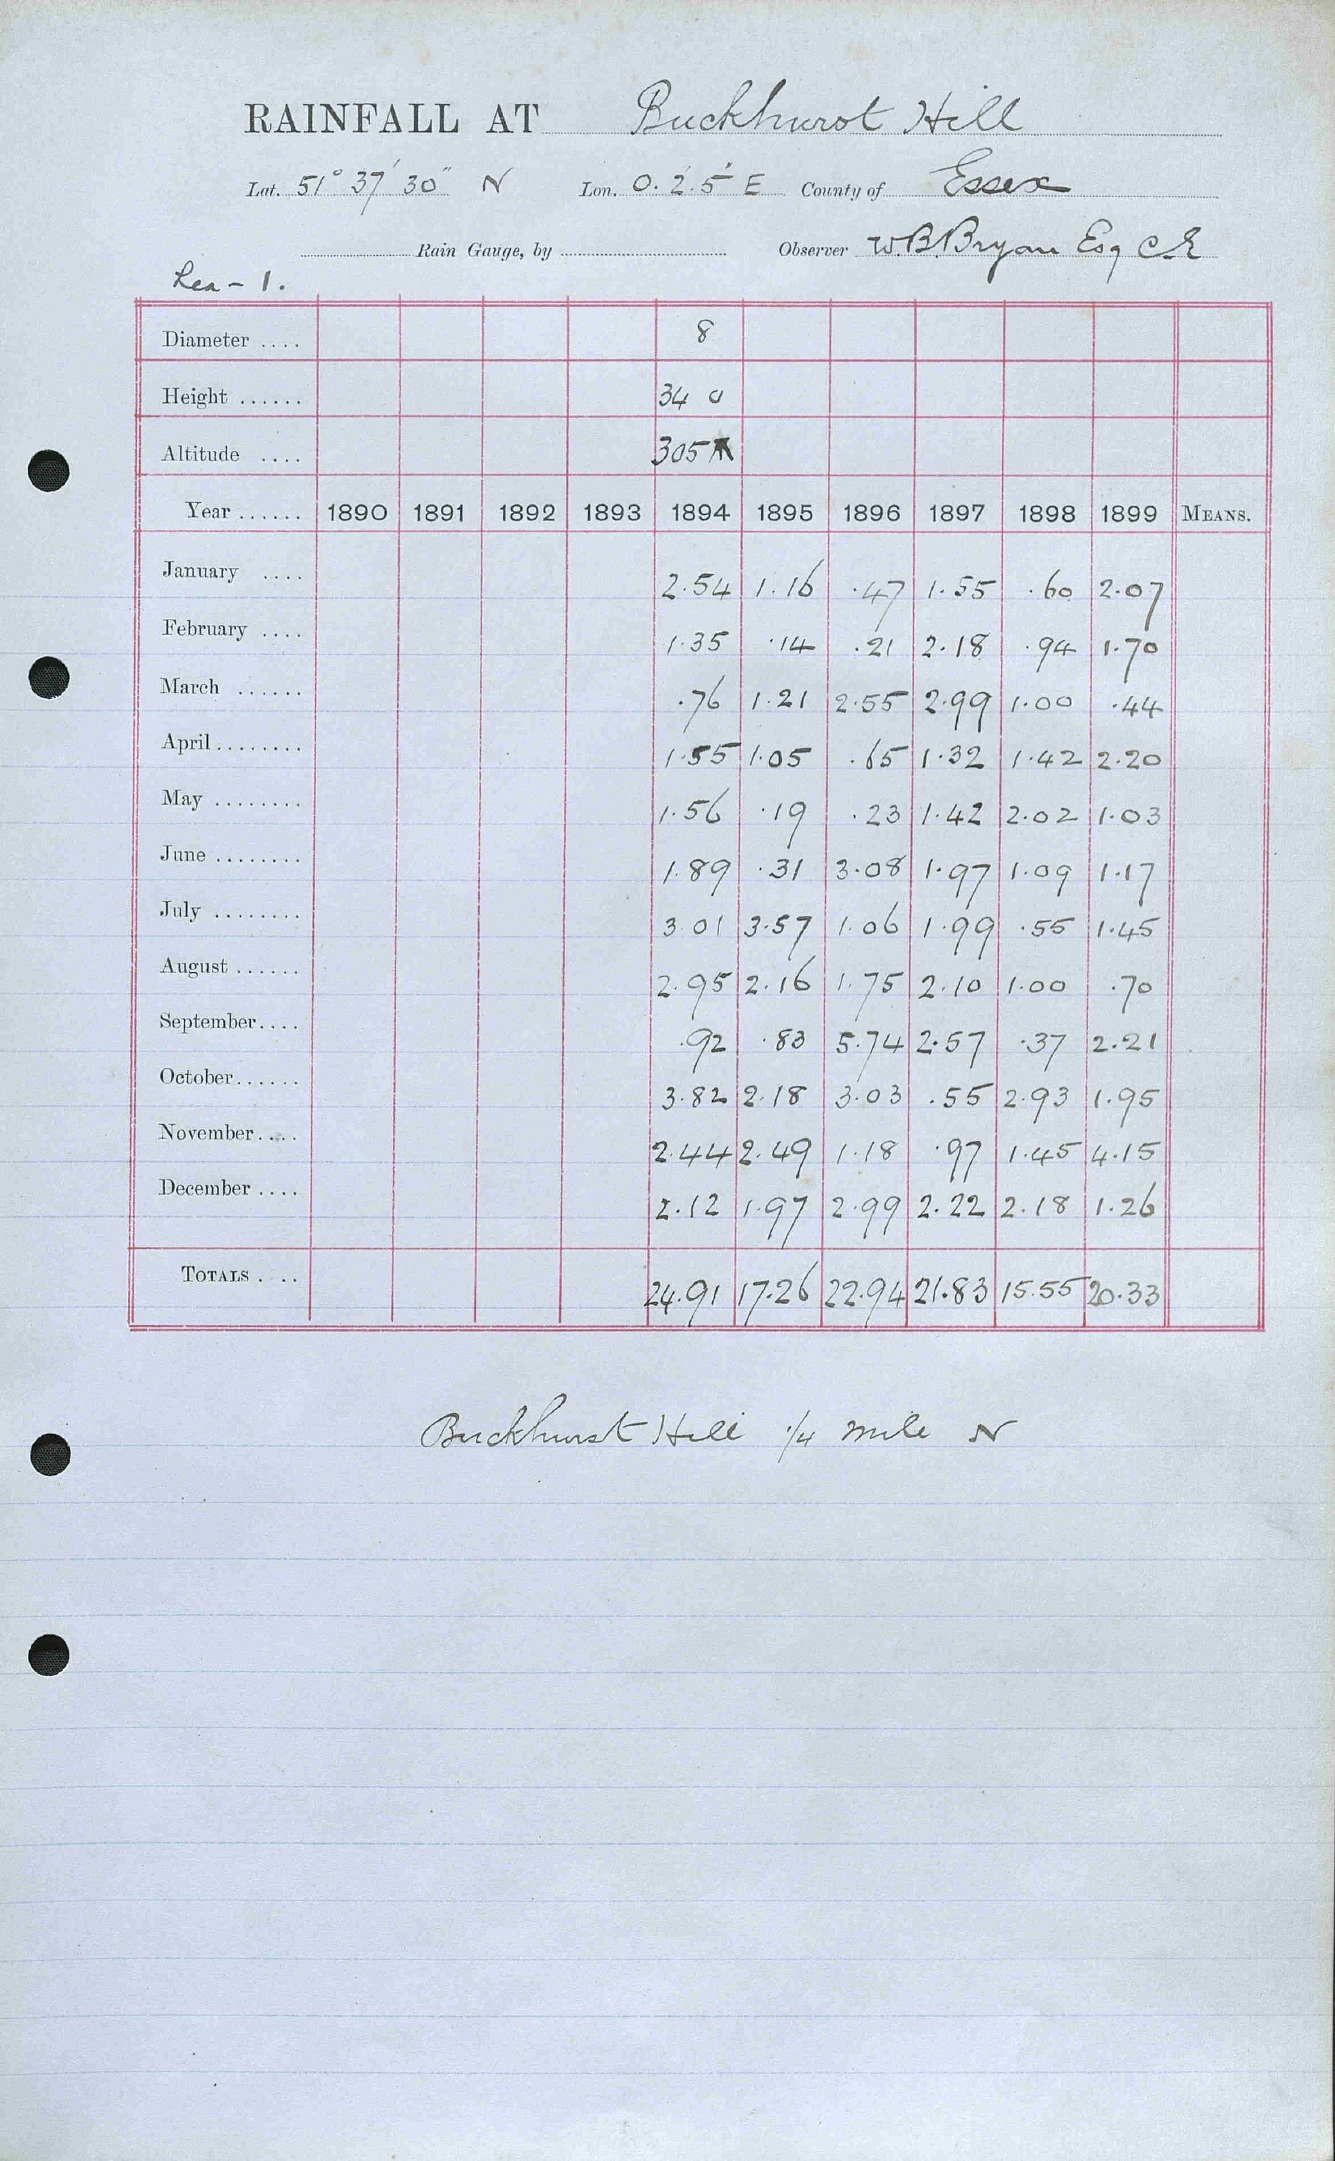 RAINFALL AT Buckhurst Hill
Lat. 51° 37' 30" N Lon. 0. 2' 5" E County of Essex
Rain Gauge, by Observer W.B. Bryan Esq C.E
Lea - 1.
Diameter .... 8
Height ...... 34 0
Altitude .... 305
Year ...... 1890 1891 1892 1893 1894 1895 1896 1897 1898 1899 MEANS.
January .... 2.54 1.16 .47 1.55 .60 2.07
February .... 1.35 .14 .21 2.18 .94 1.70
March ...... .76 1.21 2.55 2.99 1.00 .44
April ........ 1.55 1.05 .65 1.32 1.42 2.20
May ........ 1.56 .19 .23 1.42 2.02 1.03
June ........ 1.89 .31 3.08 1.97 1.09 1.17
July ........ 3.01 3.57 1.06 1.99 .55 1.45
August ...... 2.95 2.16 1.75 2.10 1.00 .70
September.... .92 .83 5.74 2.57 .37 2.21
October...... 3.82 2.18 3.03 .55 2.93 1.95
November.... 2.44 2.49 1.18 .97 1.45 4.15
December .... 2.12 1.97 2.99 2.22 2.18 1.26
TOTALS .... 24.91 17.26 22.94 21.83 15.55 20.33
Buckhurst Hill 1/4 mile N